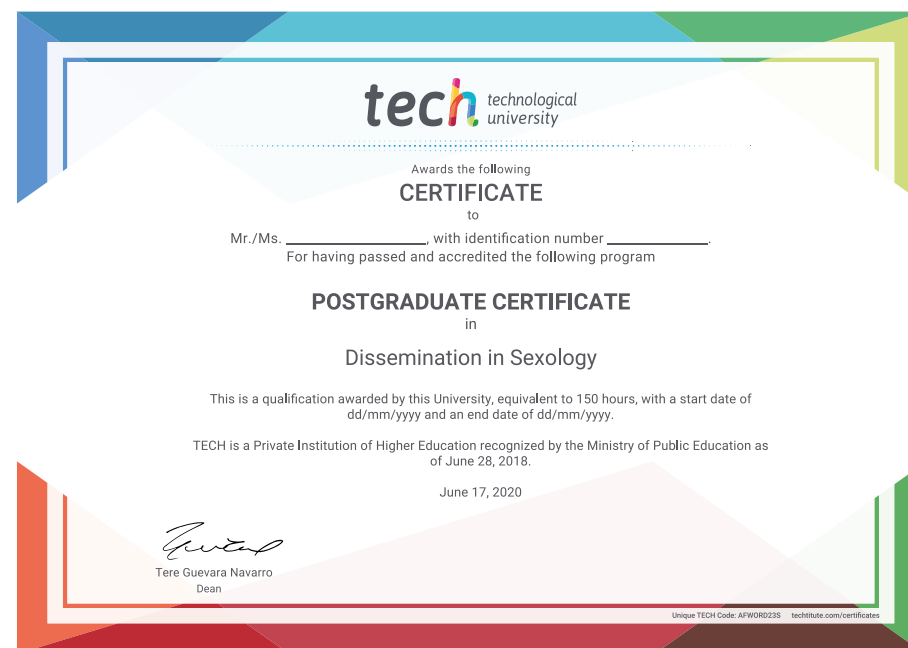 tech technological
university
Awards the following
CERTIFICATE
to
Mr./Ms. ____________________, with identification number ______________.
For having passed and accredited the following program
POSTGRADUATE CERTIFICATE
in
Dissemination in Sexology
This is a qualification awarded by this University, equivalent to 150 hours, with a start date of
dd/mm/yyyy and an end date of dd/mm/yyyy.
TECH is a Private Institution of Higher Education recognized by the Ministry of Public Education as
of June 28, 2018.
June 17, 2020
Tere Guevara Navarro
Dean
Unique TECH Code: AFWORD23S techtitute.com/certificates